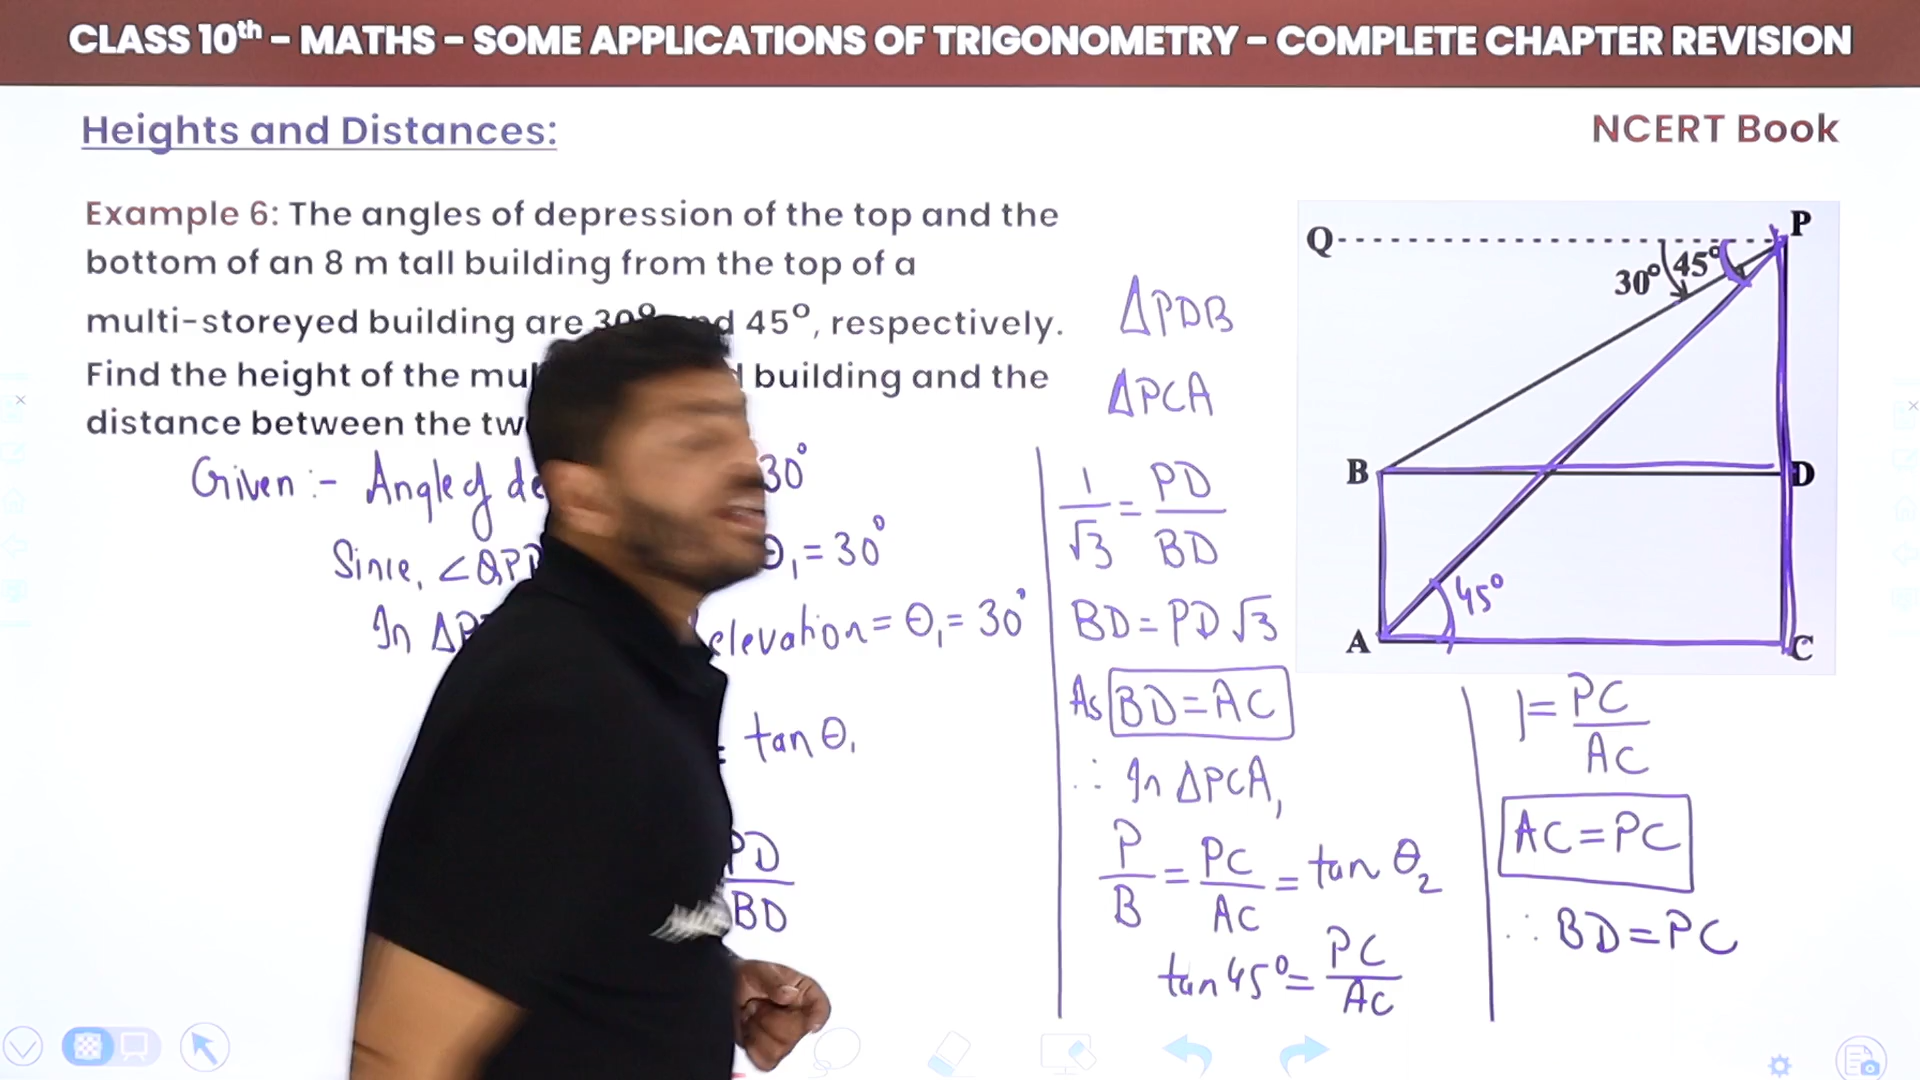 CLASS 10th – MATHS – SOME APPLICATIONS OF TRIGONOMETRY – COMPLETE CHAPTER REVISION
Heights and Distances:
NCERT Book
Example 6: The angles of depression of the top and the
bottom of an 8 m tall building from the top of a
multi-storeyed building are 30° and 45°, respectively.
Find the height of the building and the
distance between the
Given :- Angle of 30°
Since, = 30°
In elevation = θ₁ = 30°
tan θ₁
PD
BD
ΔPDB
ΔPCA
1/√3 = PD/BD
BD = PD √3
As BD = AC
∴ In ΔPCA,
P/B = PC/AC = tan θ₂
tan 45° = PC/AC
1 = PC/AC
AC = PC
∴ BD = PC
Q
P
30°
45°
B
D
45°
A
C